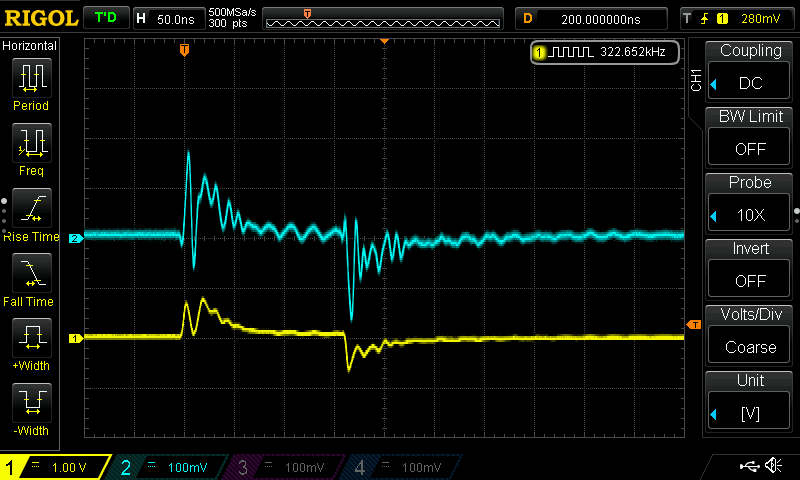 RIGOL T'D H 50.0ns 500MSa/s D 200.000000ns T 1 280mV
300 pts
T
Horizontal
1 322.652kHz
Period
Freq
Rise Time
Fall Time
+Width
-Width
2
1
T
CH1
Coupling
DC
BW Limit
OFF
Probe
10X
Invert
OFF
Volts/Div
Coarse
Unit
[V]
1 1.00 V 2 100mV 3 100mV 4 100mV